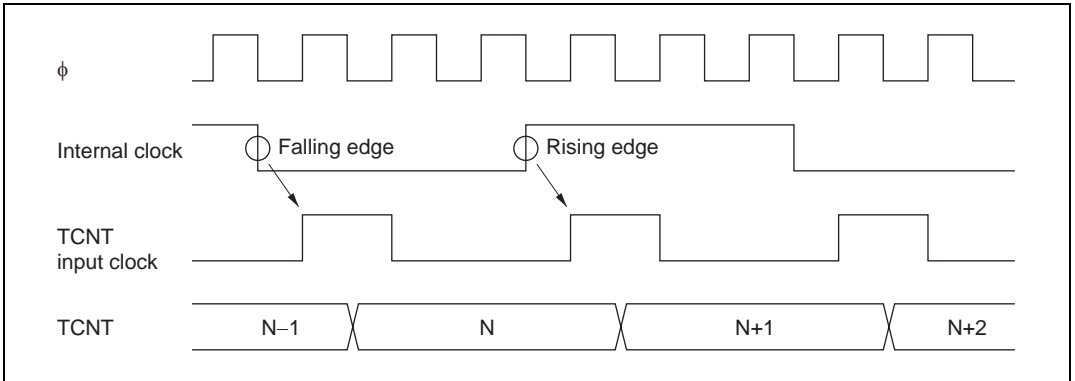 ϕ
Internal clock
Falling edge
Rising edge
TCNT
input clock
TCNT
N−1
N
N+1
N+2